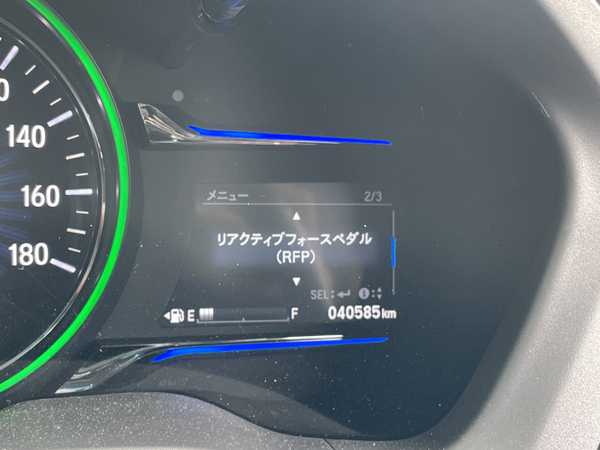 140
160
180
メニュー 2/3
▲
リアクティブフォースペダル
(RFP)
▼
SEL:↵ ℹ:▲▼
◀⛽E F 040585km